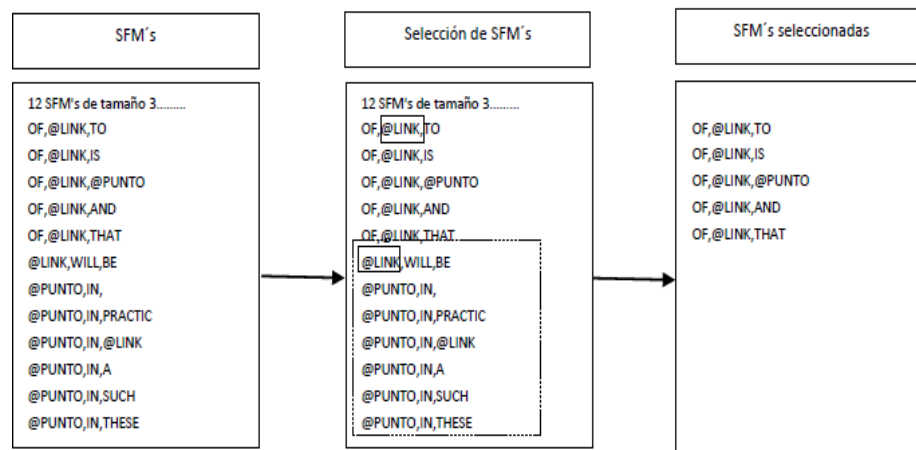 SFM´s
12 SFM's de tamaño 3.........
OF,@LINK,TO
OF,@LINK,IS
OF,@LINK,@PUNTO
OF,@LINK,AND
OF,@LINK,THAT
@LINK,WILL,BE
@PUNTO,IN,
@PUNTO,IN,PRACTIC
@PUNTO,IN,@LINK
@PUNTO,IN,A
@PUNTO,IN,SUCH
@PUNTO,IN,THESE
Selección de SFM´s
12 SFM's de tamaño 3.........
OF,@LINK,TO
OF,@LINK,IS
OF,@LINK,@PUNTO
OF,@LINK,AND
OF,@LINK,THAT
@LINK,WILL,BE
@PUNTO,IN,
@PUNTO,IN,PRACTIC
@PUNTO,IN,@LINK
@PUNTO,IN,A
@PUNTO,IN,SUCH
@PUNTO,IN,THESE
SFM´s seleccionadas
OF,@LINK,TO
OF,@LINK,IS
OF,@LINK,@PUNTO
OF,@LINK,AND
OF,@LINK,THAT